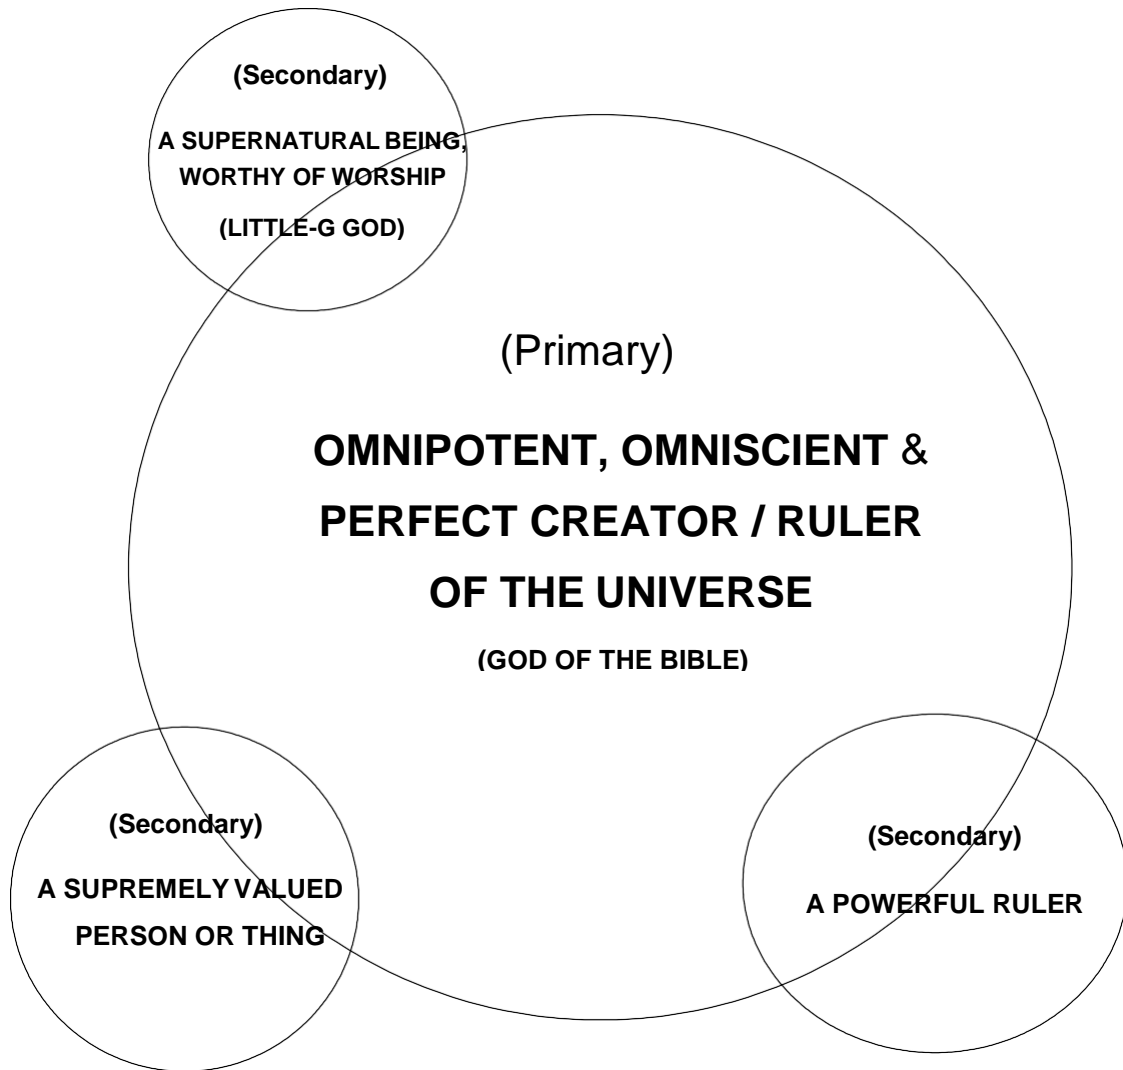 (Secondary)
A SUPERNATURAL BEING,
WORTHY OF WORSHIP
(LITTLE-G GOD)
(Primary)
OMNIPOTENT, OMNISCIENT &
PERFECT CREATOR / RULER
OF THE UNIVERSE
(GOD OF THE BIBLE)
(Secondary)
A SUPREMELY VALUED
PERSON OR THING
(Secondary)
A POWERFUL RULER